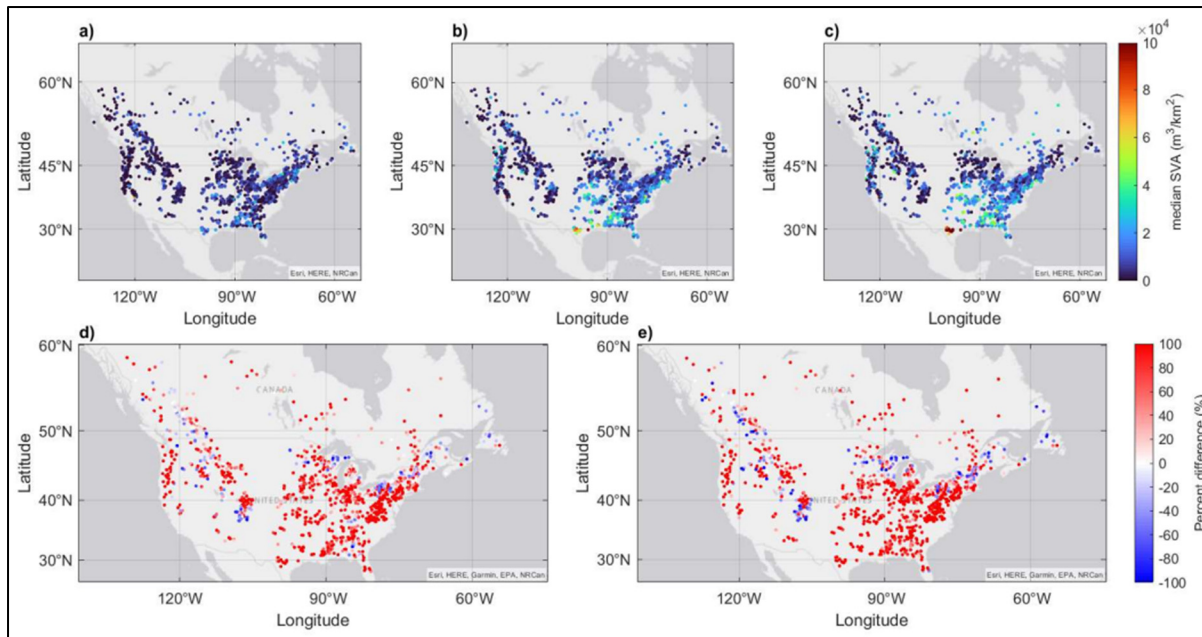 a)
b)
c)
×10⁴
60°N
45°N
30°N
Latitude
120°W
90°W
60°W
Longitude
Esri, HERE, NRCan
60°N
45°N
30°N
Latitude
120°W
90°W
60°W
Longitude
Esri, HERE, NRCan
60°N
45°N
30°N
Latitude
120°W
90°W
60°W
Longitude
Esri, HERE, NRCan
10
8
6
4
2
0
median SVA (m³/km²)
d)
e)
60°N
50°N
40°N
30°N
Latitude
CANADA
120°W
90°W
60°W
Longitude
Esri, HERE, Garmin, EPA, NRCan
60°N
50°N
40°N
30°N
Latitude
CANADA
120°W
90°W
60°W
Longitude
Esri, HERE, Garmin, EPA, NRCan
100
80
60
40
20
0
-20
-40
-60
-80
-100
Percent difference (%)